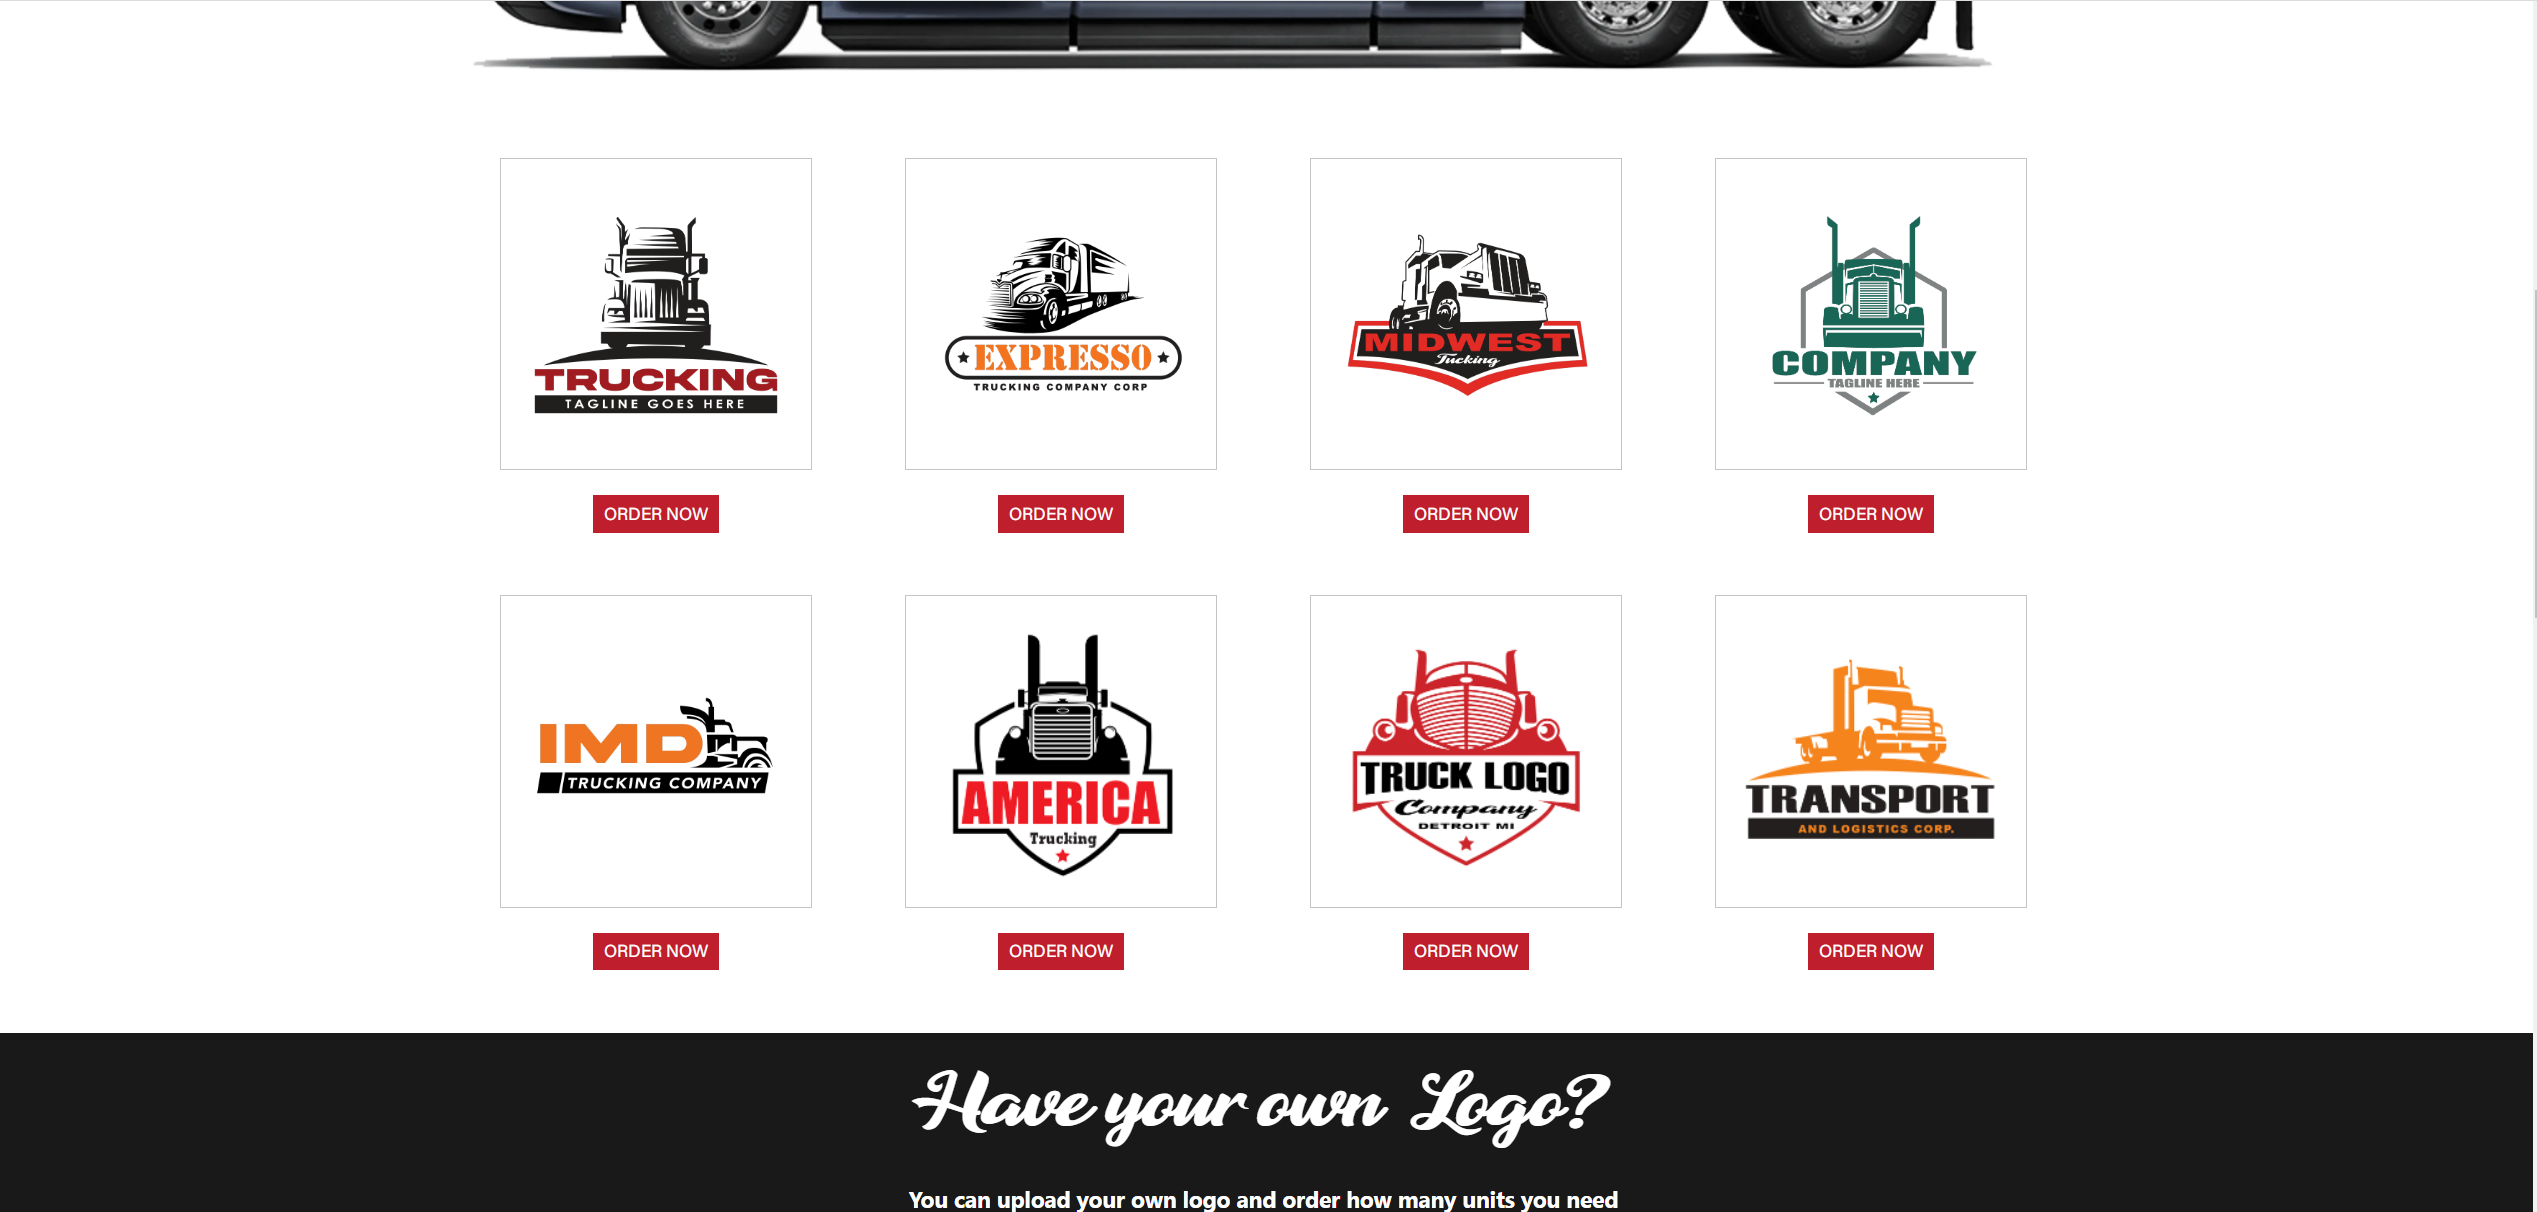 TRUCKING
TAGLINE GOES HERE
EXPRESSO
TRUCKING COMPANY CORP
MIDWEST
Tucking
COMPANY
TAGLINE HERE
ORDER NOW
ORDER NOW
ORDER NOW
ORDER NOW
IMD
TRUCKING COMPANY
AMERICA
Trucking
TRUCK LOGO
Company
DETROIT MI
TRANSPORT
AND LOGISTICS CORP.
ORDER NOW
ORDER NOW
ORDER NOW
ORDER NOW
Have your own Logo?
You can upload your own logo and order how many units you need